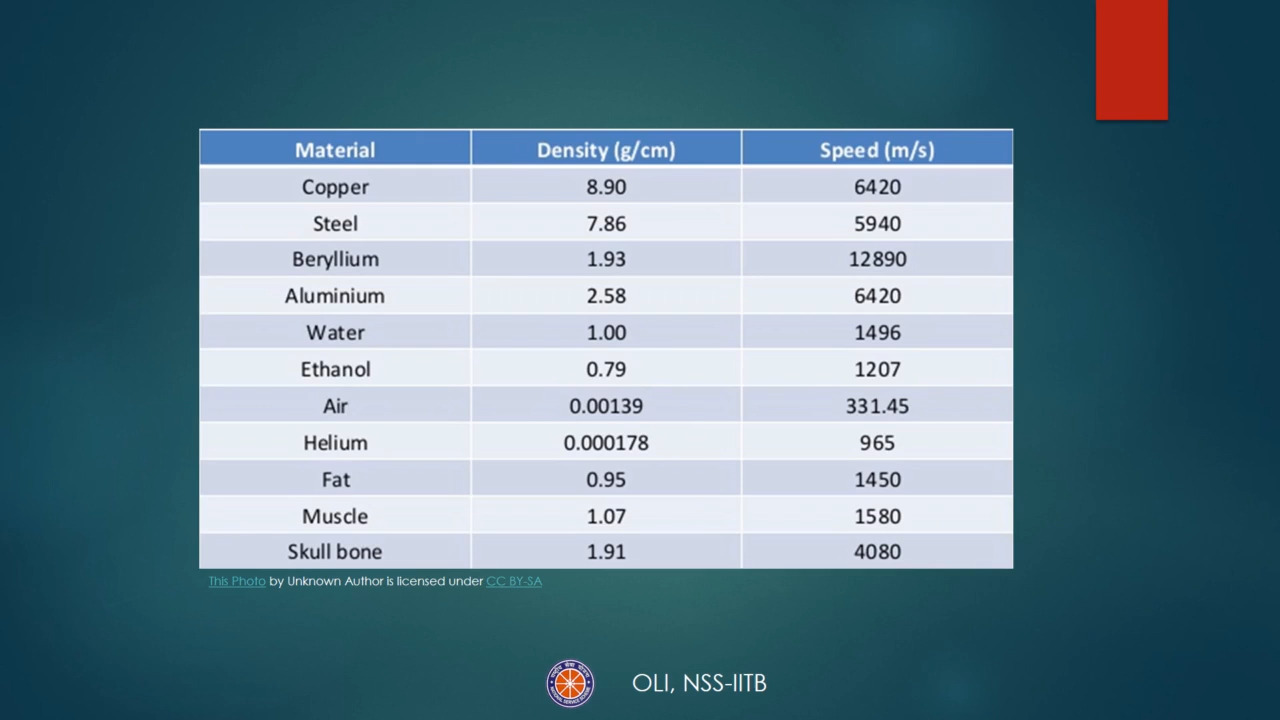 Material Density (g/cm) Speed (m/s)
Copper 8.90 6420
Steel 7.86 5940
Beryllium 1.93 12890
Aluminium 2.58 6420
Water 1.00 1496
Ethanol 0.79 1207
Air 0.00139 331.45
Helium 0.000178 965
Fat 0.95 1450
Muscle 1.07 1580
Skull bone 1.91 4080
This Photo by Unknown Author is licensed under CC BY-SA
OLI, NSS-IITB